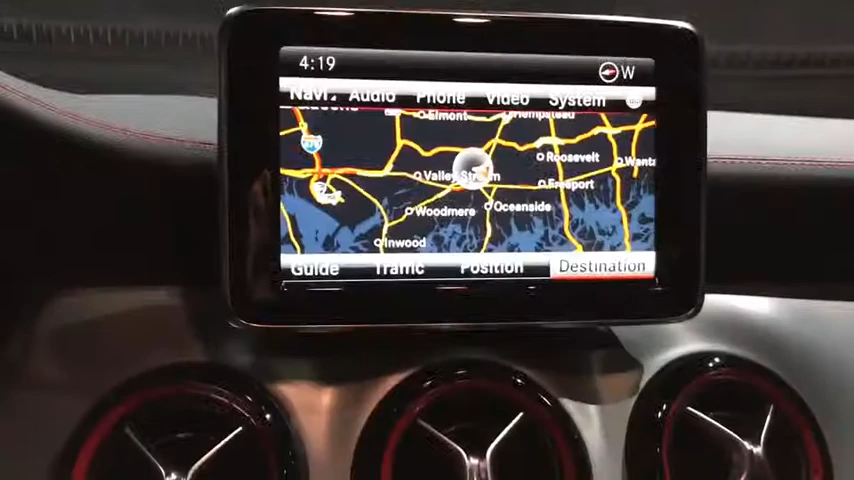 4:19 W
Navi Audio Phone Video System
Elmont Hempstead
Roosevelt
Valley Stream Wanta
Freeport
Woodmere Oceanside
Inwood
Guide Traffic Position Destination